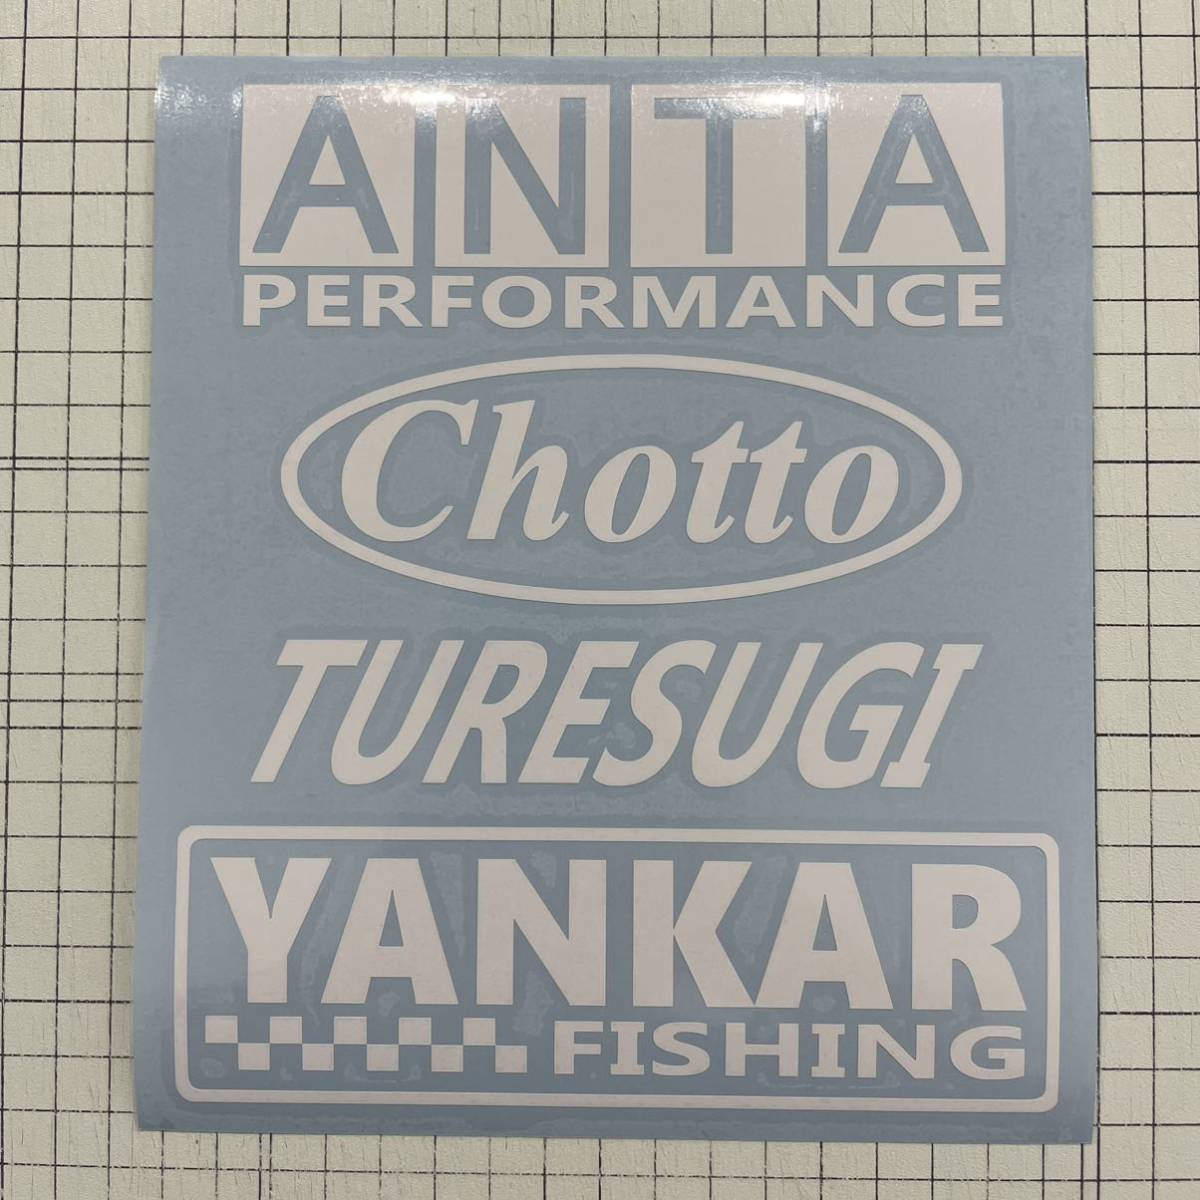 ANTA
PERFORMANCE
Chotto
TURESUGI
YANKAR
FISHING